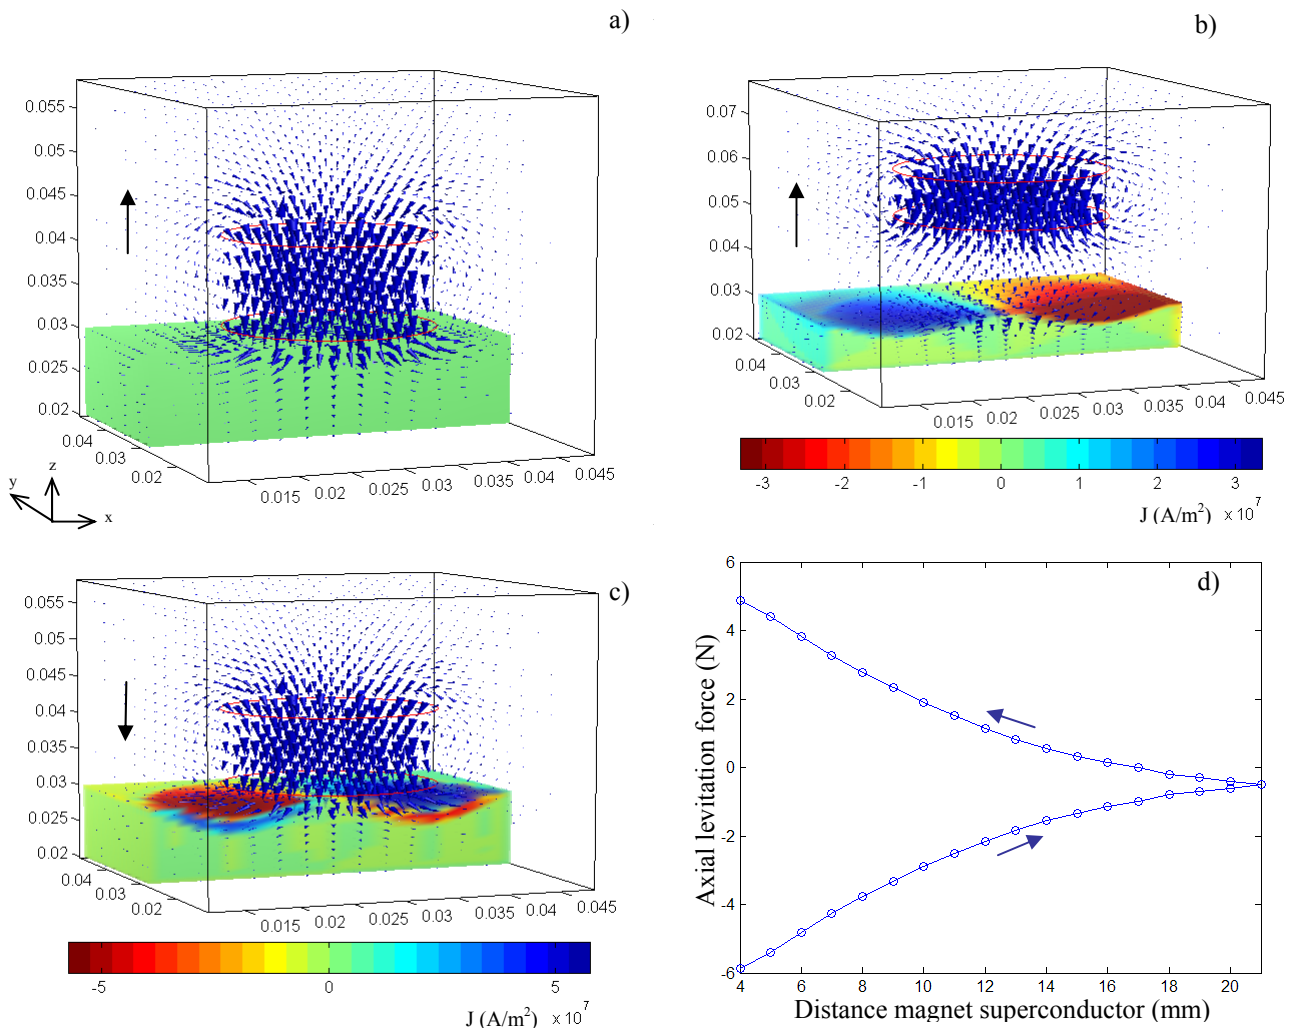 a)
0.055
0.05
0.045
0.04
0.035
0.03
0.025
0.02
0.04
0.03
0.02
0.015 0.02 0.025 0.03 0.035 0.04 0.045
z
y
x
b)
0.07
0.06
0.05
0.04
0.03
0.02
0.04
0.03
0.02
0.015 0.02 0.025 0.03 0.035 0.04 0.045
-3 -2 -1 0 1 2 3
J (A/m²) × 10⁷
c)
0.055
0.05
0.045
0.04
0.035
0.03
0.025
0.02
0.04
0.03
0.02
0.015 0.02 0.025 0.03 0.035 0.04 0.045
-5 0 5
J (A/m²) × 10⁷
d)
Axial levitation force (N)
6
4
2
0
-2
-4
-6
4 6 8 10 12 14 16 18 20
Distance magnet superconductor (mm)